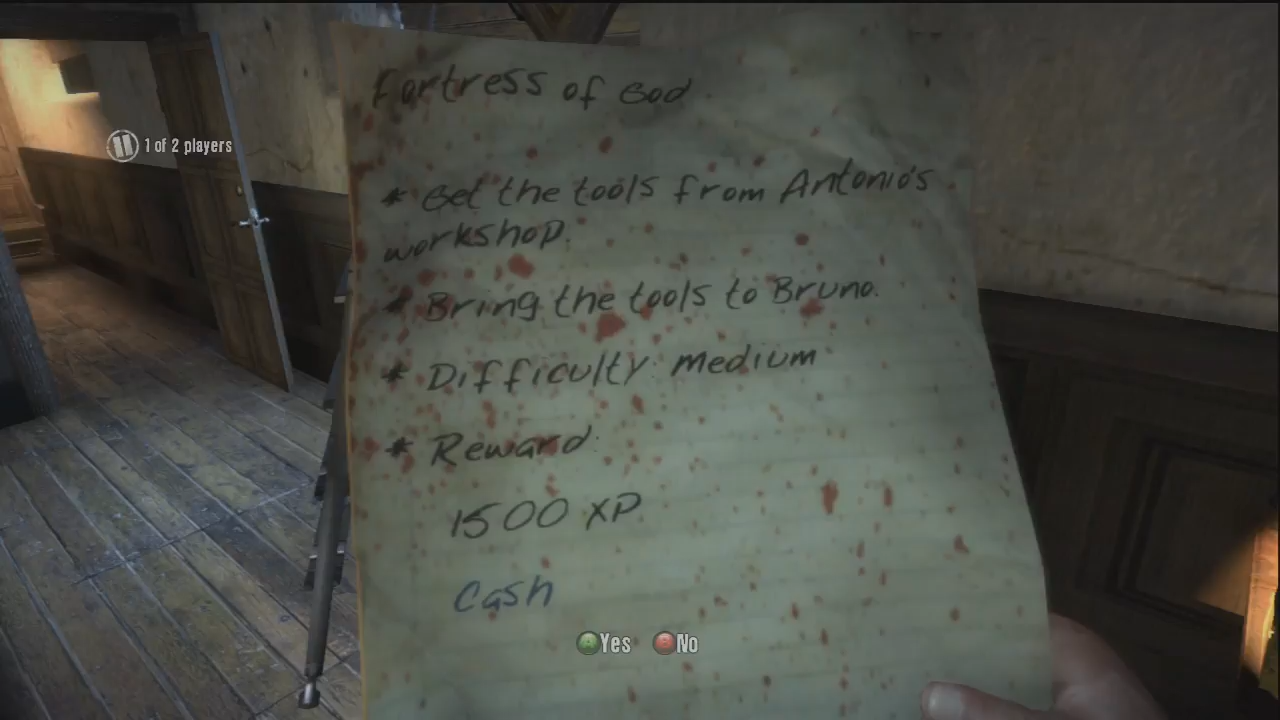 Fortress of God
1 of 2 players
* Get the tools from Antonio's
workshop.
* Bring the tools to Bruno.
* Difficulty: medium
* Reward:
1500 XP
Cash
Yes No